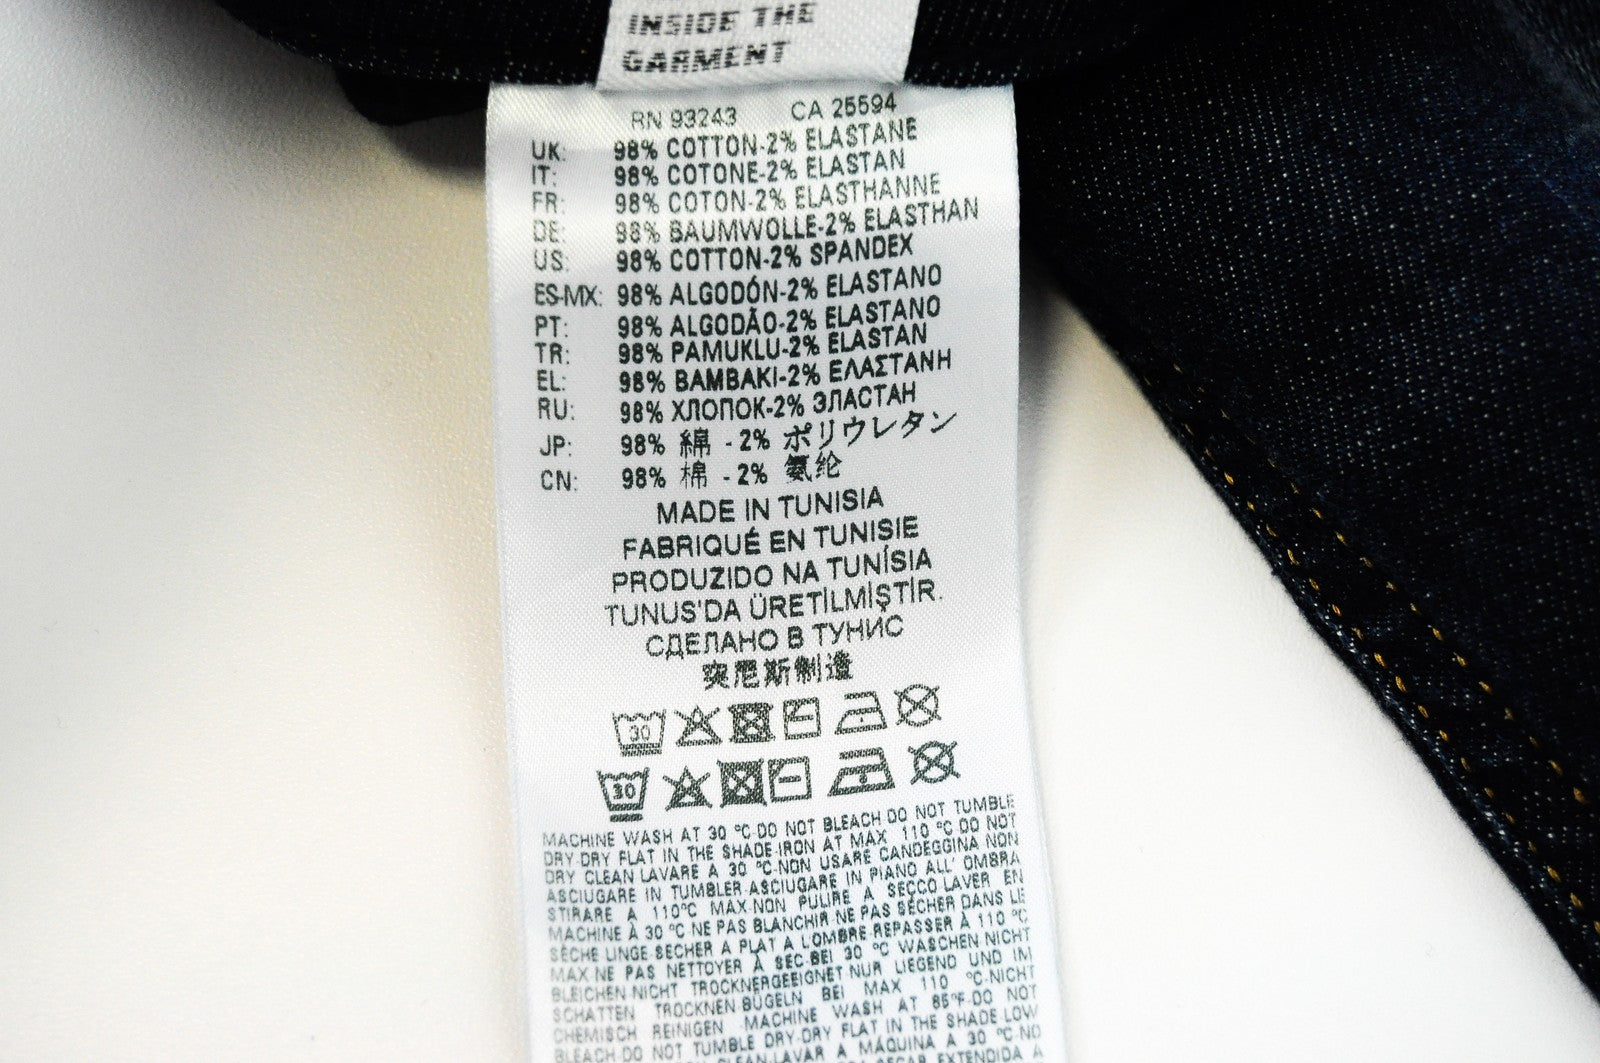 INSIDE THE
GARMENT
RN 93243 CA 25594
UK: 98% COTTON-2% ELASTANE
IT: 98% COTONE-2% ELASTAN
FR: 98% COTON-2% ELASTHANNE
DE: 98% BAUMWOLLE-2% ELASTHAN
US: 98% COTTON-2% SPANDEX
ES-MX: 98% ALGODÓN-2% ELASTANO
PT: 98% ALGODÃO-2% ELASTANO
TR: 98% PAMUKLU-2% ELASTAN
EL: 98% ΒΑΜΒΑΚΙ-2% ΕΛΑΣΤΑΝΗ
RU: 98% ХЛОПОК-2% ЭЛАСТАН
JP: 98% 綿 - 2% ポリウレタン
CN: 98% 棉 - 2% 氨纶
MADE IN TUNISIA
FABRIQUÉ EN TUNISIE
PRODUZIDO NA TUNÍSIA
TUNUS'DA ÜRETİLMİŞTİR.
СДЕЛАНО В ТУНИС
突尼斯制造
30
30
MACHINE WASH AT 30 °C-DO NOT BLEACH-DO NOT TUMBLE
DRY-DRY FLAT IN THE SHADE-IRON AT MAX 110 °C-DO NOT
DRY CLEAN LAVARE A 30 °C-NON USARE CANDEGGINA NON
ASCIUGARE IN TUMBLER-ASCIUGARE IN PIANO ALL' OMBRA
STIRARE A 110°C MAX-NON PULIRE A SECCO LAVER EN
MACHINE À 30 °C-NE PAS BLANCHIR-NE PAS SÉCHER DANS LE
SÈCHE LINGE-SÉCHER A PLAT A L'OMBRE-REPASSER À 110 °C
MAX-NE PAS NETTOYER À SEC-BEI 30 °C WASCHEN-NICHT
BLEICHEN-NICHT TROCKNERGEEIGNET-NUR LIEGEND UND IM
SCHATTEN TROCKNEN-BÜGELN BEI MAX 110 °C-NICHT
CHEMISCH REINIGEN MACHINE WASH AT 85°F-DO NOT
BLEACH-DO NOT TUMBLE DRY-DRY FLAT IN THE SHADE-LOW
CLEAN-LAVAR A MÁQUINA A 30 °C-NO
SECAR EXTENDIDA A